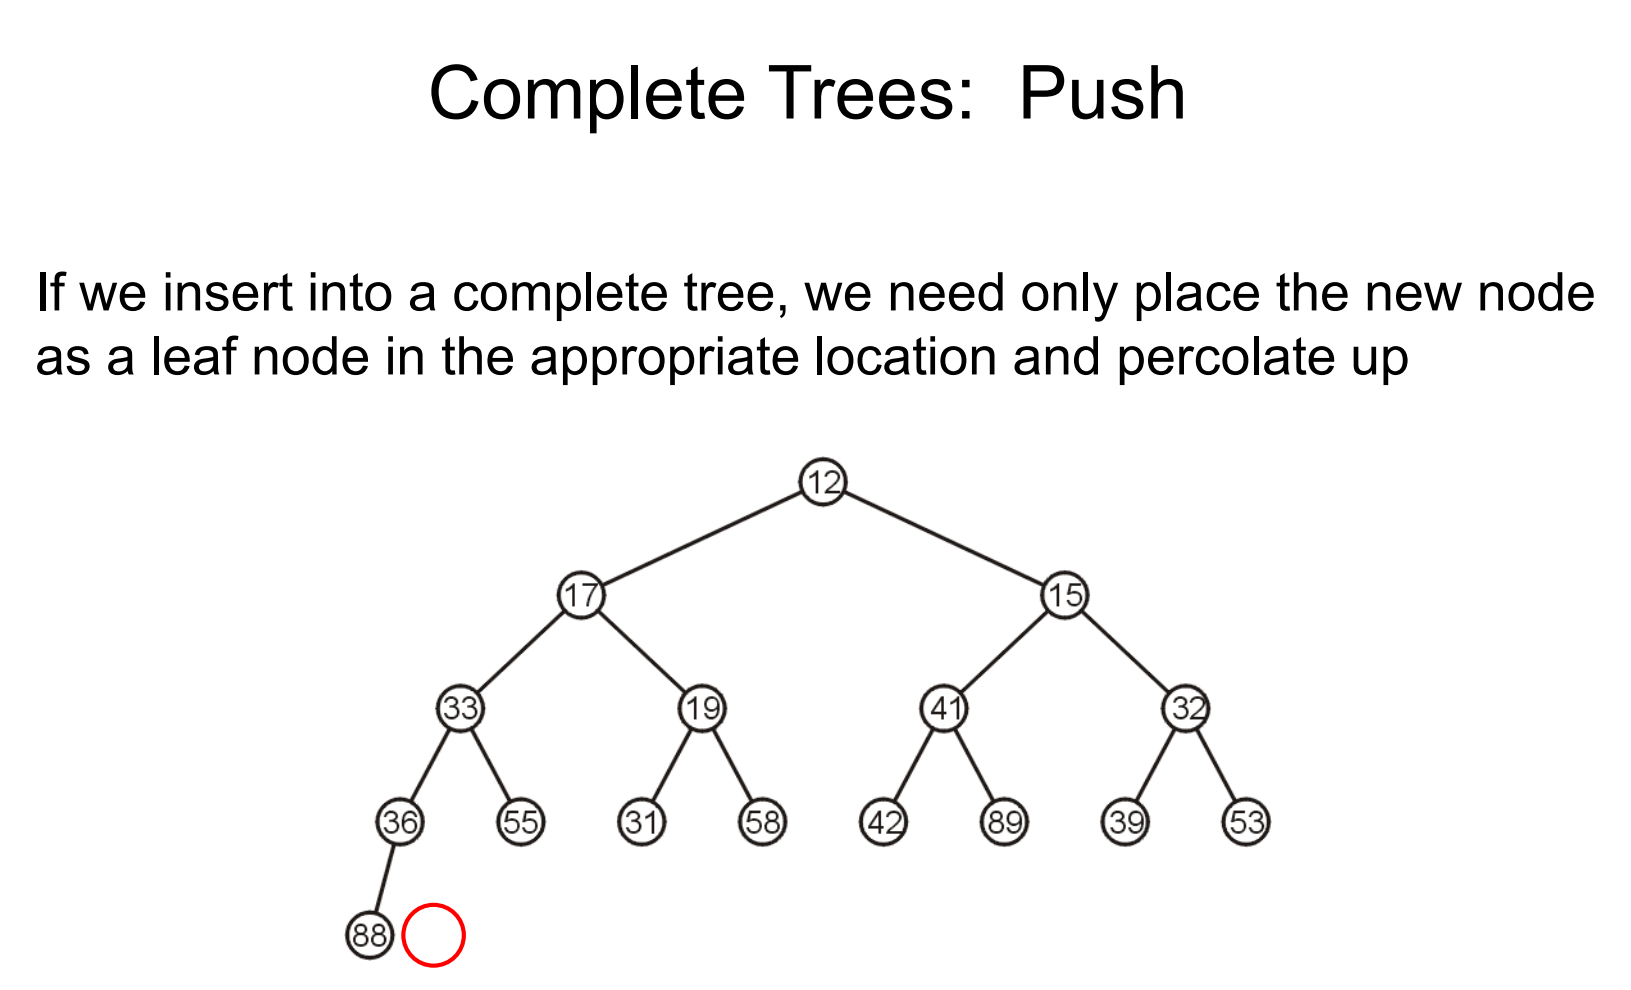 Complete Trees: Push
If we insert into a complete tree, we need only place the new node
as a leaf node in the appropriate location and percolate up
12
17 15
33 19 41 32
36 55 31 58 42 89 39 53
88